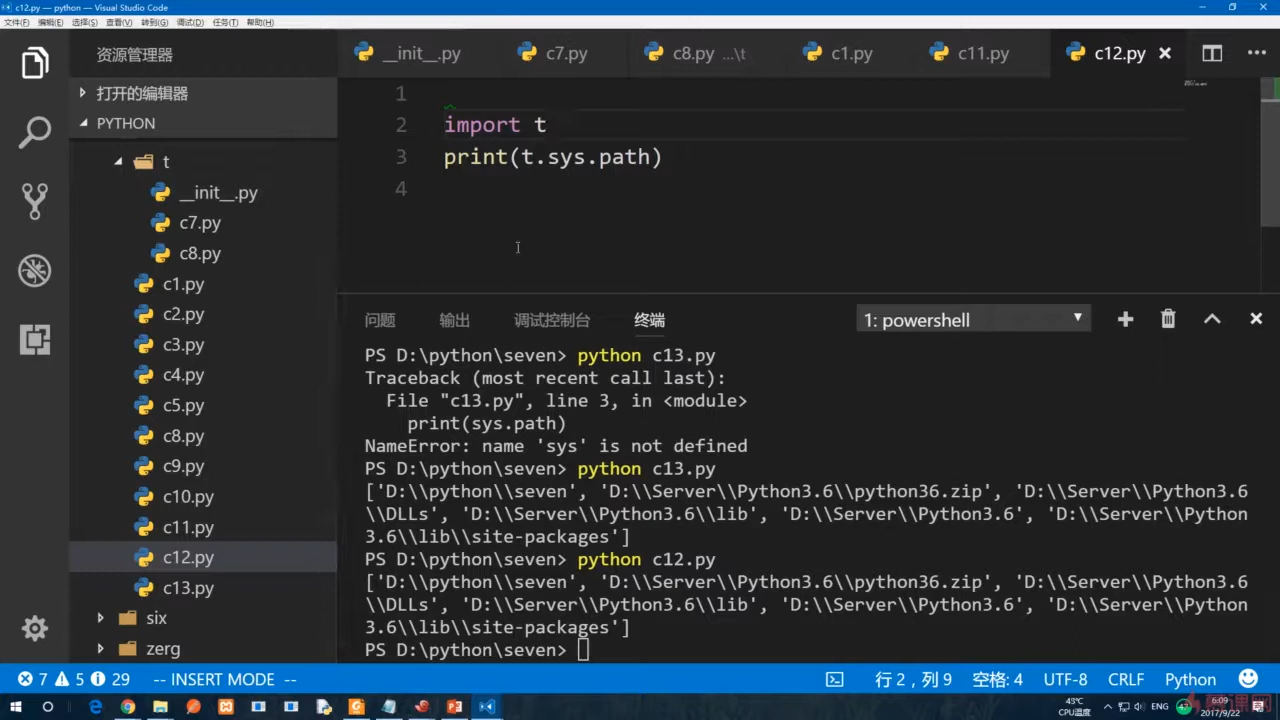 c12.py — python — Visual Studio Code
文件(F) 编辑(E) 选择(S) 查看(V) 转到(G) 调试(D) 任务(T) 帮助(H)
资源管理器
__init__.py c7.py c8.py ...\t c1.py c11.py c12.py
打开的编辑器
PYTHON
t
__init__.py
c7.py
c8.py
c1.py
c2.py
c3.py
c4.py
c5.py
c8.py
c9.py
c10.py
c11.py
c12.py
c13.py
six
zerg
1
2 import t
3 print(t.sys.path)
4
问题 输出 调试控制台 终端 1: powershell
PS D:\python\seven> python c13.py
Traceback (most recent call last):
File "c13.py", line 3, in <module>
print(sys.path)
NameError: name 'sys' is not defined
PS D:\python\seven> python c13.py
['D:\\python\\seven', 'D:\\Server\\Python3.6\\python36.zip', 'D:\\Server\\Python3.6
\\DLLs', 'D:\\Server\\Python3.6\\lib', 'D:\\Server\\Python3.6', 'D:\\Server\\Python
3.6\\lib\\site-packages']
PS D:\python\seven> python c12.py
['D:\\python\\seven', 'D:\\Server\\Python3.6\\python36.zip', 'D:\\Server\\Python3.6
\\DLLs', 'D:\\Server\\Python3.6\\lib', 'D:\\Server\\Python3.6', 'D:\\Server\\Python
3.6\\lib\\site-packages']
PS D:\python\seven>
7 5 29 -- INSERT MODE -- 行 2，列 9 空格: 4 UTF-8 CRLF Python
43℃
CPU温度
ENG
47
6:09
2017/9/22
慕课网